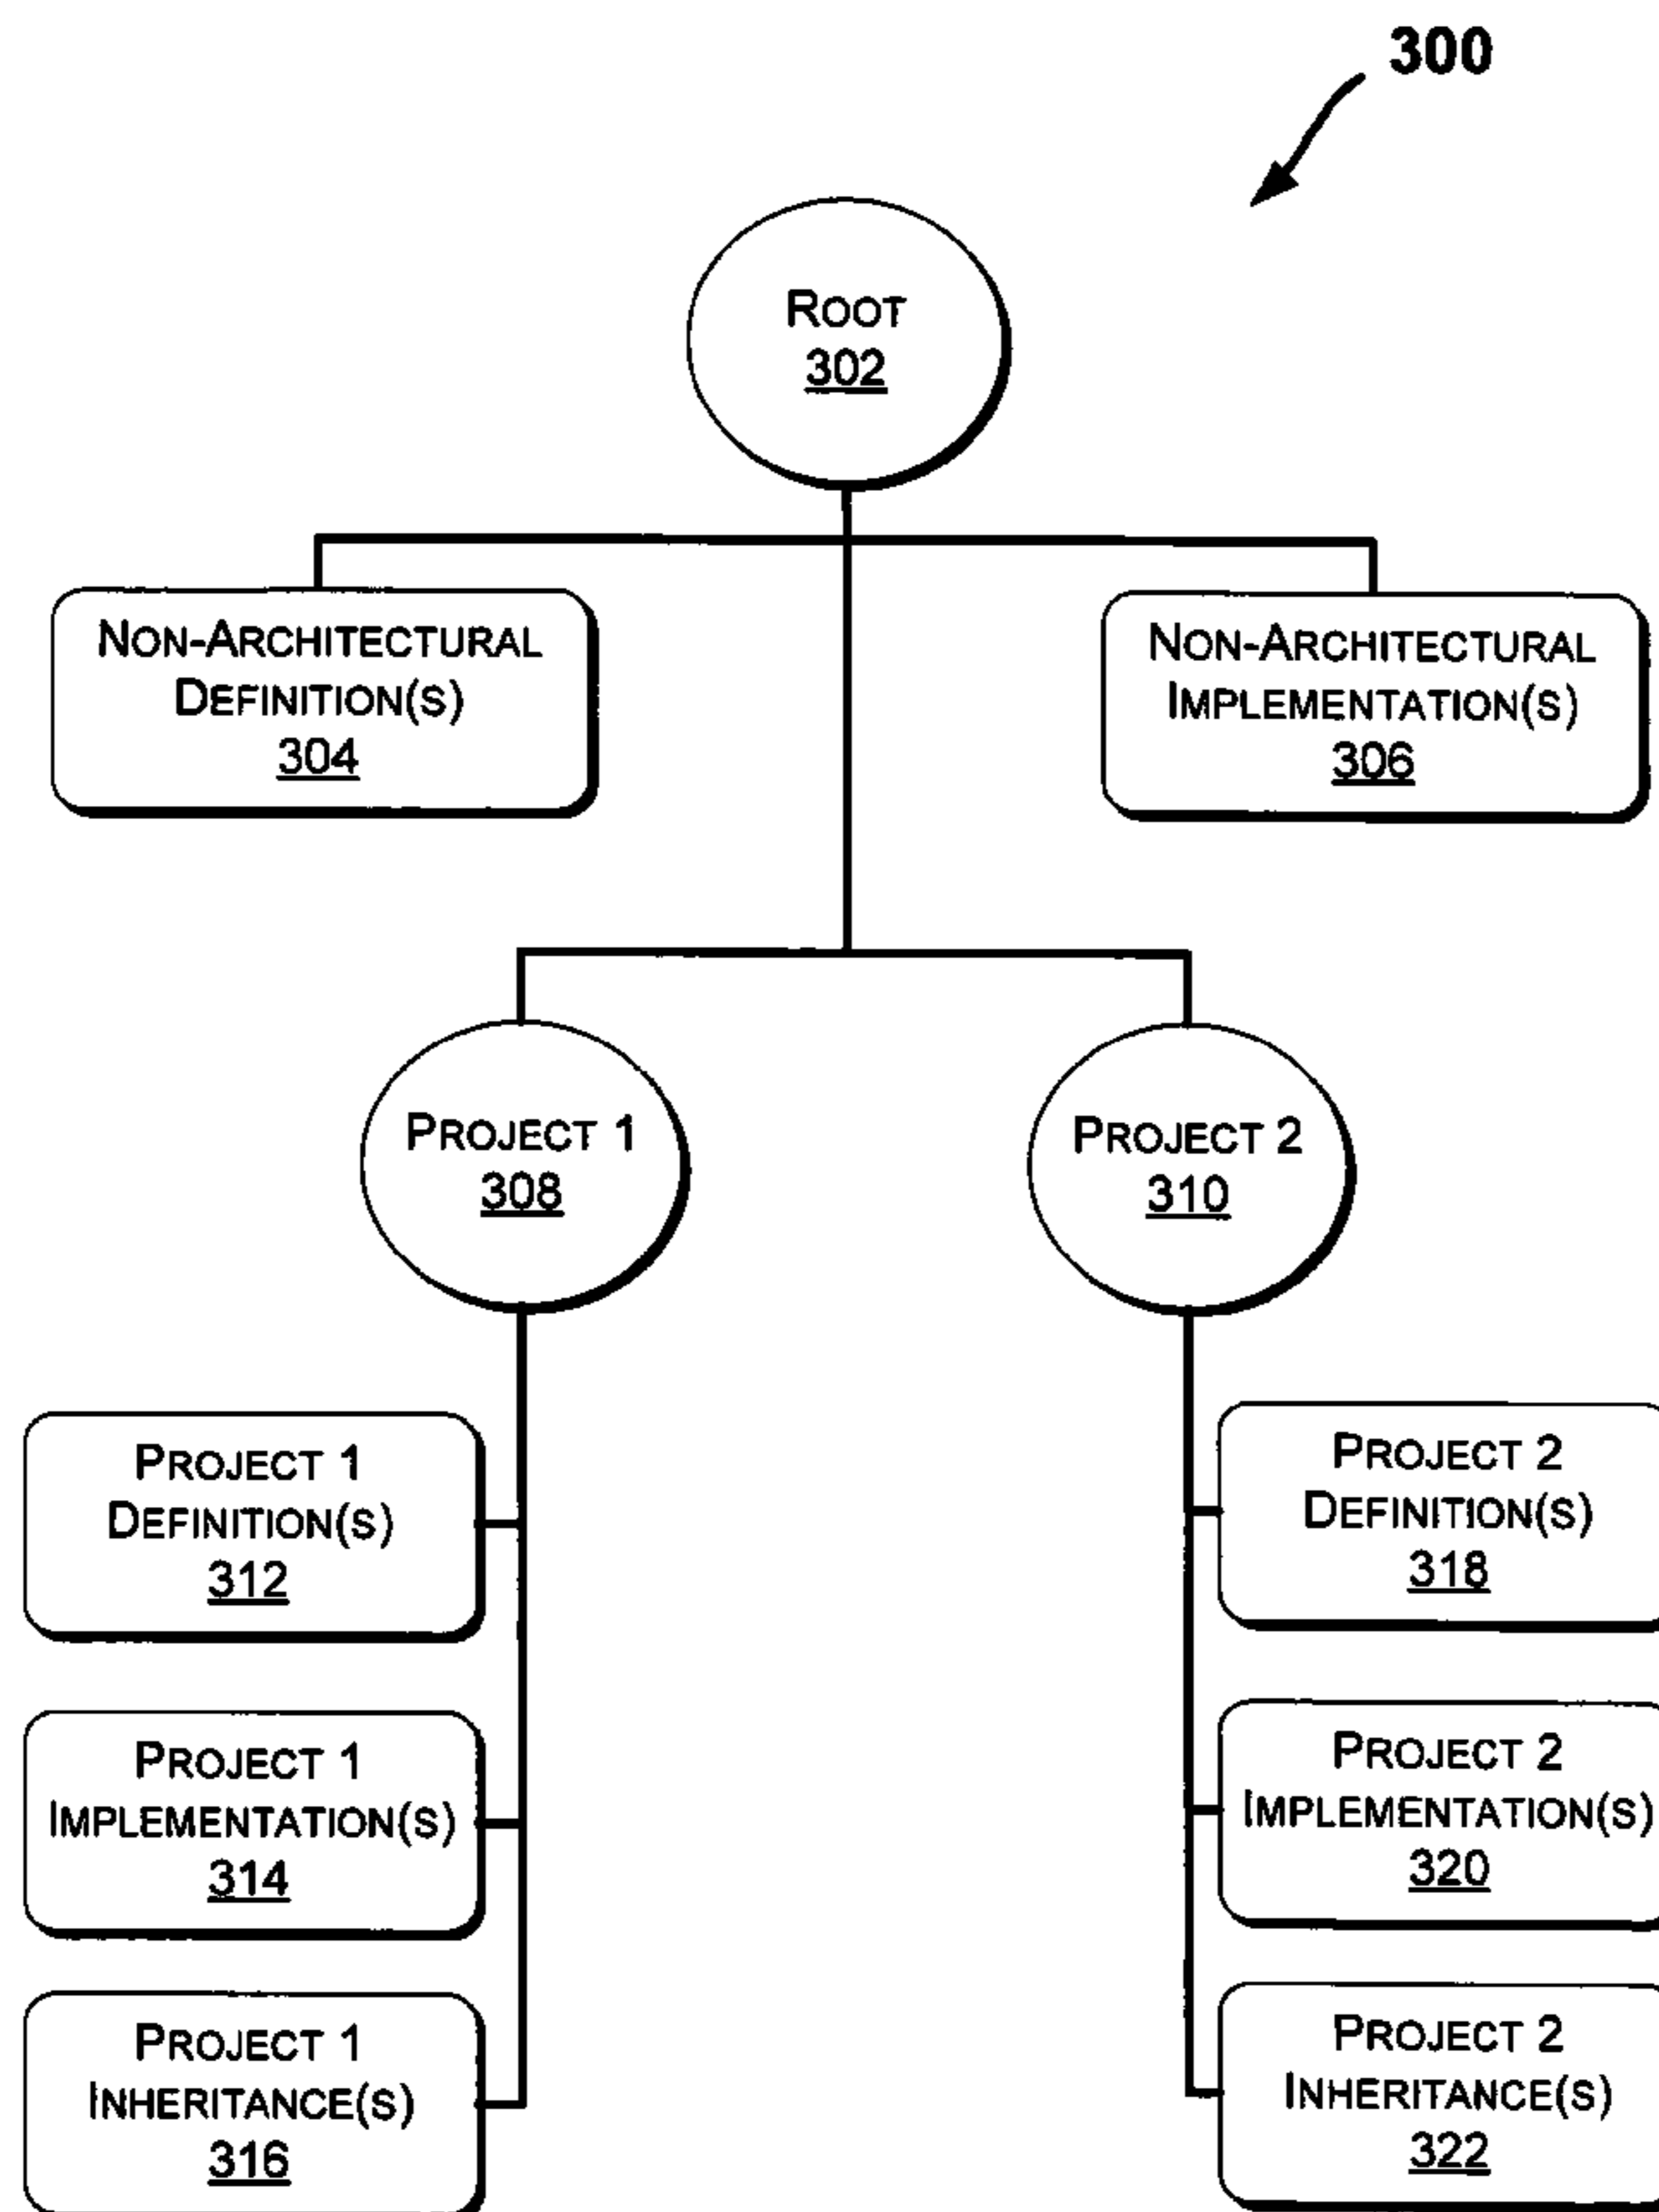 300
ROOT
302
NON-ARCHITECTURAL
DEFINITION(S)
304
NON-ARCHITECTURAL
IMPLEMENTATION(S)
306
PROJECT 1
308
PROJECT 2
310
PROJECT 1
DEFINITION(S)
312
PROJECT 2
DEFINITION(S)
318
PROJECT 1
IMPLEMENTATION(S)
314
PROJECT 2
IMPLEMENTATION(S)
320
PROJECT 1
INHERITANCE(S)
316
PROJECT 2
INHERITANCE(S)
322